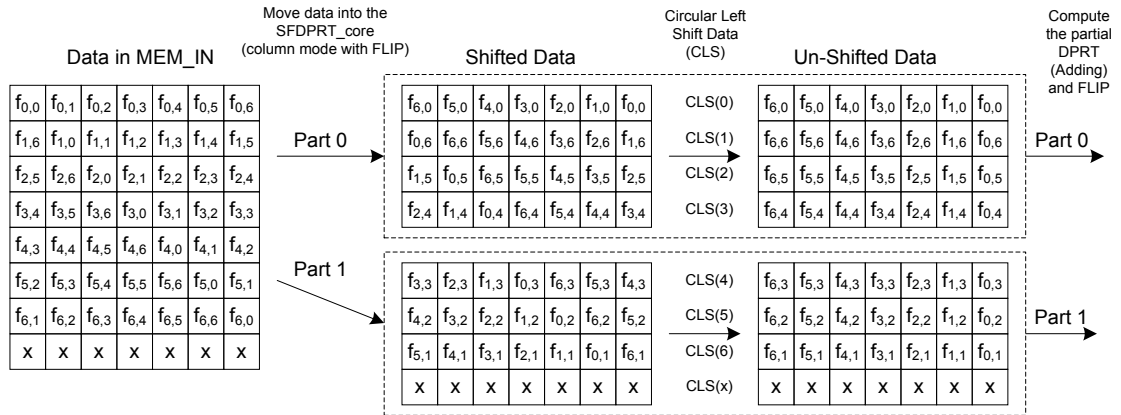 Move data into the
SFDPRT_core
(column mode with FLIP)
Circular Left
Shift Data
(CLS)
Compute
the partial
DPRT
(Adding)
and FLIP
Data in MEM_IN
Shifted Data
Un-Shifted Data
f0,0 f0,1 f0,2 f0,3 f0,4 f0,5 f0,6
f1,6 f1,0 f1,1 f1,2 f1,3 f1,4 f1,5
f2,5 f2,6 f2,0 f2,1 f2,2 f2,3 f2,4
f3,4 f3,5 f3,6 f3,0 f3,1 f3,2 f3,3
f4,3 f4,4 f4,5 f4,6 f4,0 f4,1 f4,2
f5,2 f5,3 f5,4 f5,5 f5,6 f5,0 f5,1
f6,1 f6,2 f6,3 f6,4 f6,5 f6,6 f6,0
x x x x x x x
Part 0
f6,0 f5,0 f4,0 f3,0 f2,0 f1,0 f0,0
f0,6 f6,6 f5,6 f4,6 f3,6 f2,6 f1,6
f1,5 f0,5 f6,5 f5,5 f4,5 f3,5 f2,5
f2,4 f1,4 f0,4 f6,4 f5,4 f4,4 f3,4
CLS(0)
CLS(1)
CLS(2)
CLS(3)
f6,0 f5,0 f4,0 f3,0 f2,0 f1,0 f0,0
f6,6 f5,6 f4,6 f3,6 f2,6 f1,6 f0,6
f6,5 f5,5 f4,5 f3,5 f2,5 f1,5 f0,5
f6,4 f5,4 f4,4 f3,4 f2,4 f1,4 f0,4
Part 0
Part 1
f3,3 f2,3 f1,3 f0,3 f6,3 f5,3 f4,3
f4,2 f3,2 f2,2 f1,2 f0,2 f6,2 f5,2
f5,1 f4,1 f3,1 f2,1 f1,1 f0,1 f6,1
x x x x x x x
CLS(4)
CLS(5)
CLS(6)
CLS(x)
f6,3 f5,3 f4,3 f3,3 f2,3 f1,3 f0,3
f6,2 f5,2 f4,2 f3,2 f2,2 f1,2 f0,2
f6,1 f5,1 f4,1 f3,1 f2,1 f1,1 f0,1
x x x x x x x
Part 1